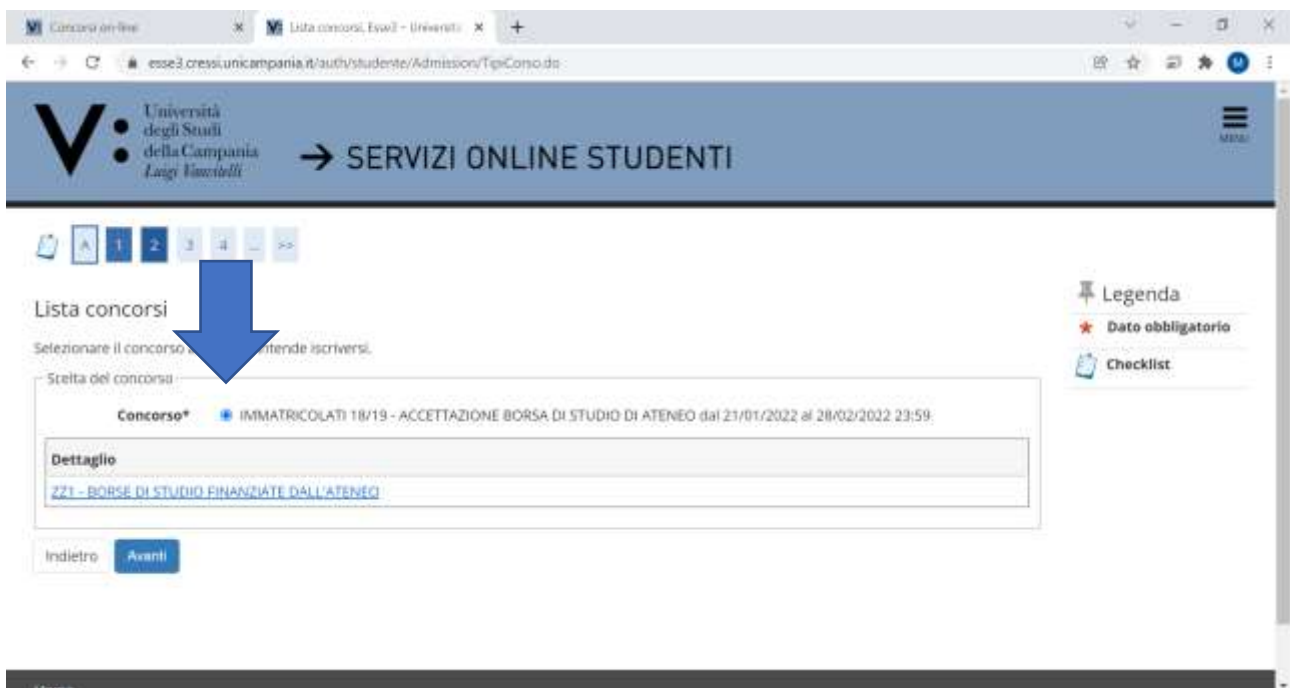 Concorsi on-line
Lista concorsi, Esse3 - Universit
esse3.cressi.unicampania.it/auth/studente/Admission/TipiCorso.do
M
Università
degli Studi
della Campania
Luigi Vanvitelli
→ SERVIZI ONLINE STUDENTI
MENU
A 1 2 3 4 ... >>
Lista concorsi
Selezionare il concorso intende iscriversi.
Scelta del concorso
Concorso* IMMATRICOLATI 18/19 - ACCETTAZIONE BORSA DI STUDIO DI ATENEO dal 21/01/2022 al 28/02/2022 23:59
Dettaglio
ZZ1 - BORSE DI STUDIO FINANZIATE DALL'ATENEO
Indietro Avanti
Legenda
Dato obbligatorio
Checklist